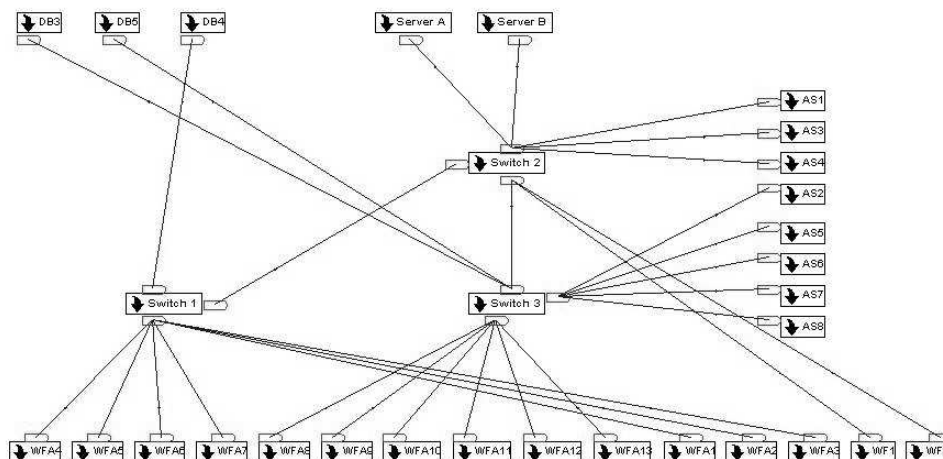 DB3
DB5
DB4
Server A
Server B
AS1
AS3
Switch 2
AS4
AS2
AS5
AS6
Switch 1
Switch 3
AS7
AS8
WFA4
WFA5
WFA6
WFA7
WFA8
WFA9
WFA10
WFA11
WFA12
WFA13
WFA1
WFA2
WFA3
WF1
WF